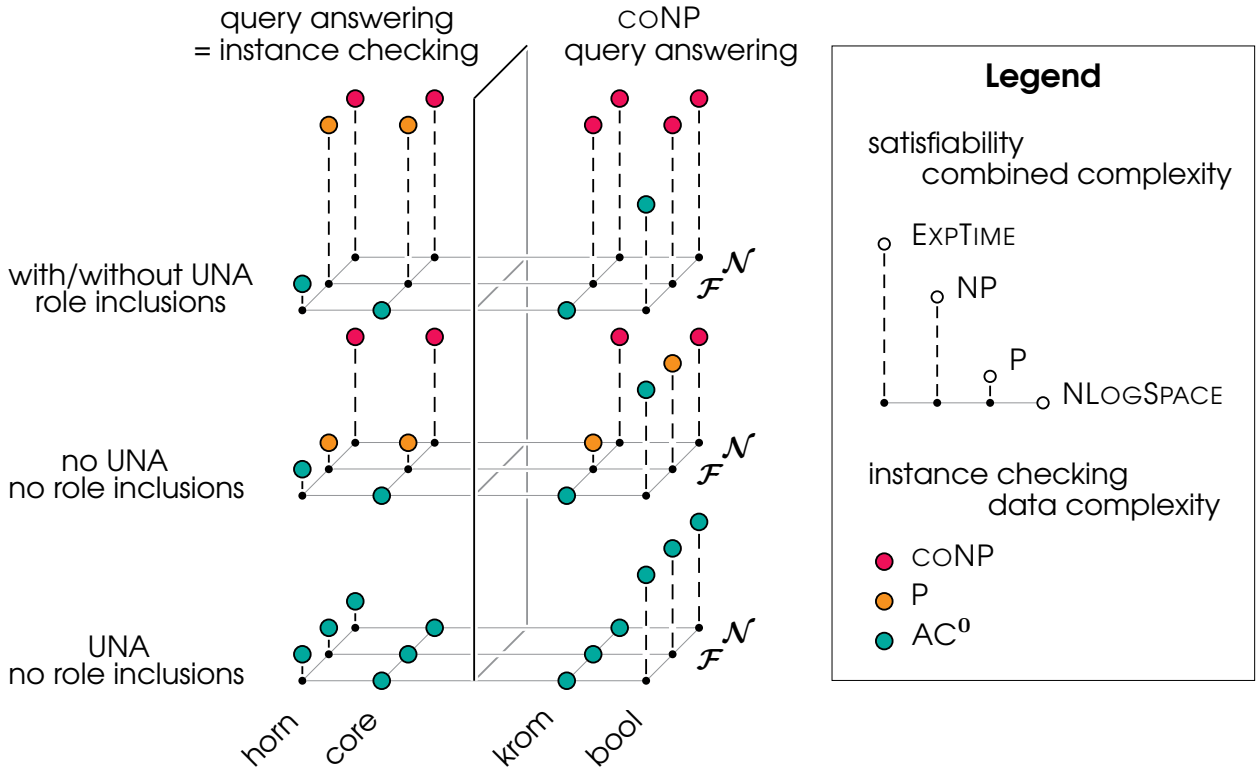 query answering
= instance checking
coNP
query answering
with/without UNA
role inclusions
𝒩
ℱ
no UNA
no role inclusions
𝒩
ℱ
UNA
no role inclusions
𝒩
ℱ
horn
core
krom
bool
Legend
satisfiability
combined complexity
ExpTime
NP
P
NLogSpace
instance checking
data complexity
coNP
P
AC⁰